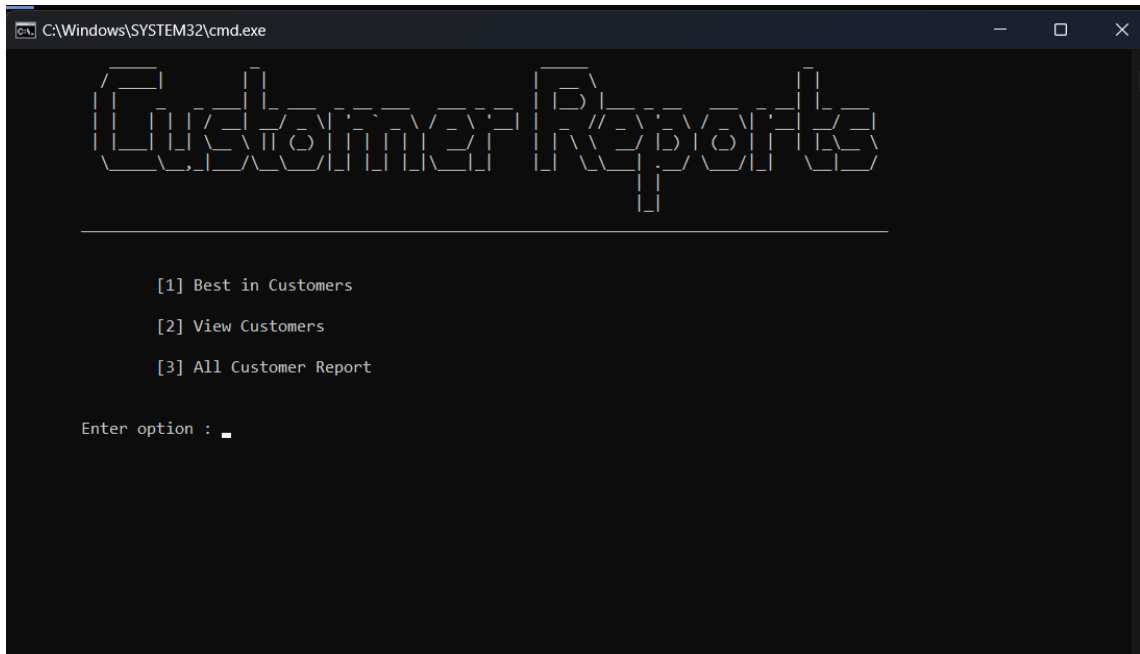 C:\Windows\SYSTEM32\cmd.exe
Customer Reports
[1] Best in Customers
[2] View Customers
[3] All Customer Report
Enter option :